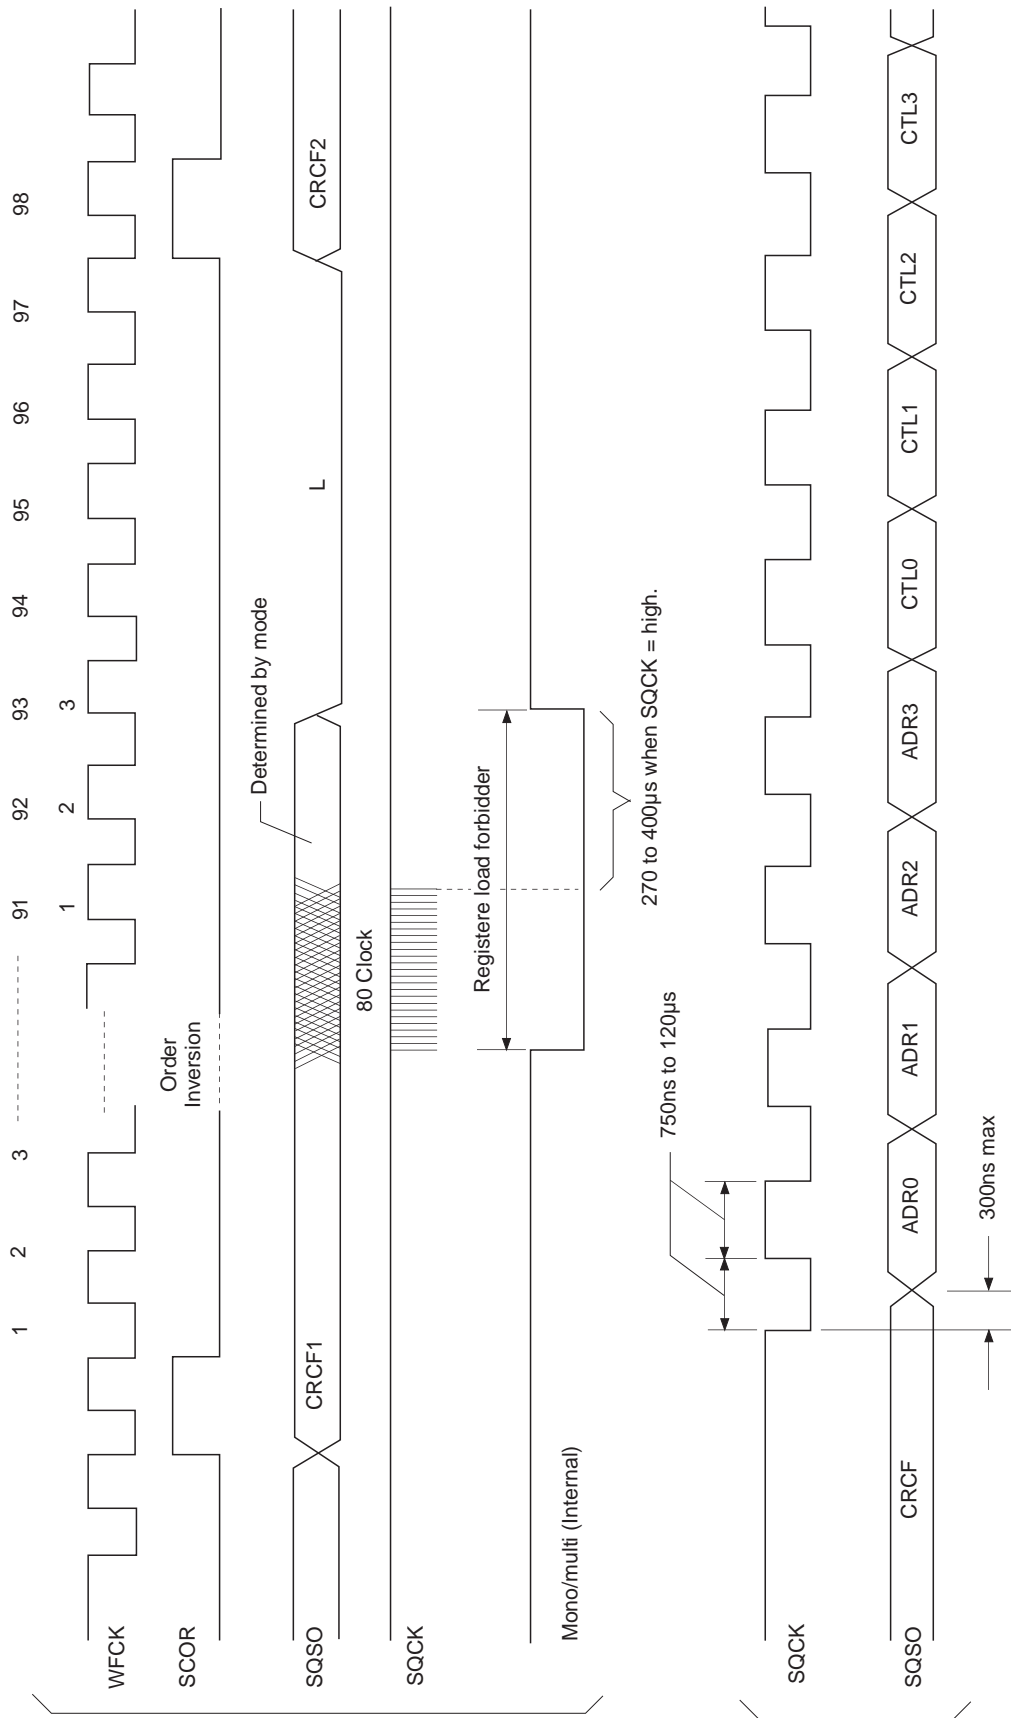 1 2 3 91 92 93 94 95 96 97 98
1 2 3
WFCK
SCOR
Order
Inversion
Determined by mode
SQSO
CRCF1
L
CRCF2
80 Clock
SQCK
Registere load forbidder
Mono/multi (Internal)
270 to 400μs when SQCK = high.
750ns to 120μs
SQCK
SQSO
CRCF
ADR0
ADR1
ADR2
ADR3
CTL0
CTL1
CTL2
CTL3
300ns max